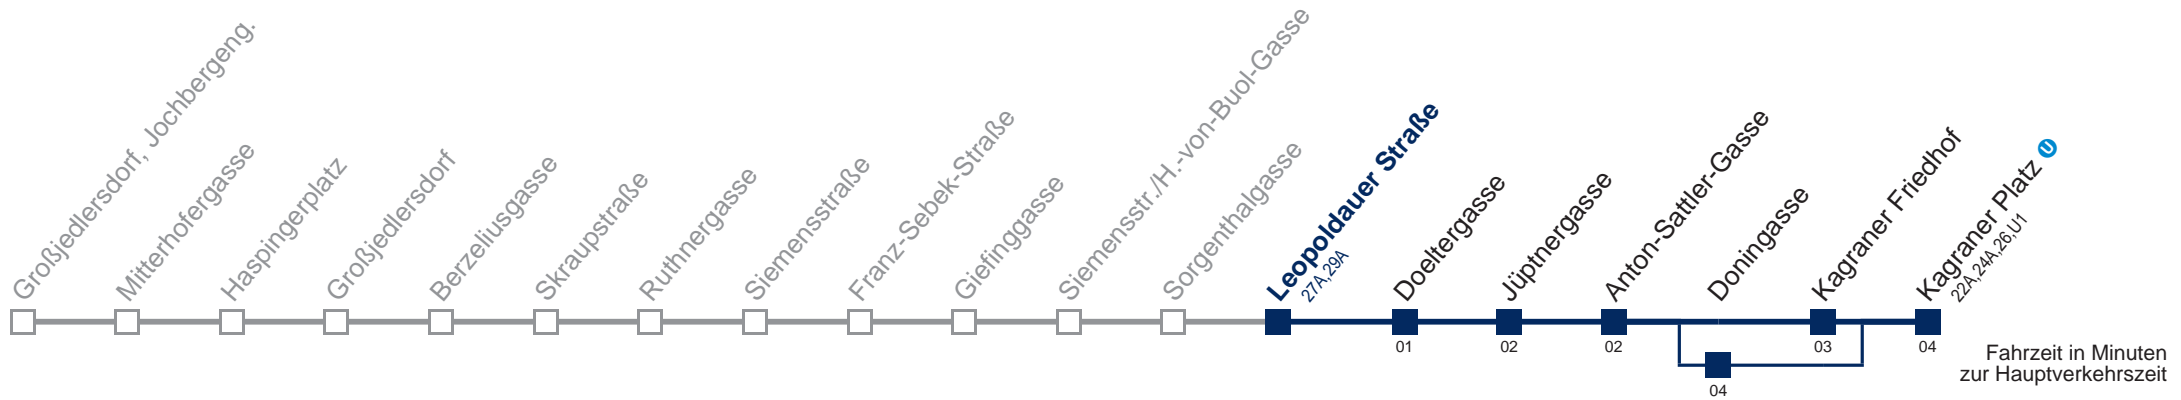 Großjedlersdorf, Jochbergeng.
Mitterhofergasse
Haspingerplatz
Großjedlersdorf
Berzeliusgasse
Skraupstraße
Ruthnergasse
Siemensstraße
Franz-Sebek-Straße
Giefinggasse
Siemensstr./H.-von-Buol-Gasse
Sorgenthalgasse
Leopoldauer Straße
27A,29A
Doeltergasse
Jüptnergasse
Anton-Sattler-Gasse
Doningasse
Kagraner Friedhof
Kagraner Platz U
22A,24A,26,U1
01
02
02
03
04
04
Fahrzeit in Minuten
zur Hauptverkehrszeit